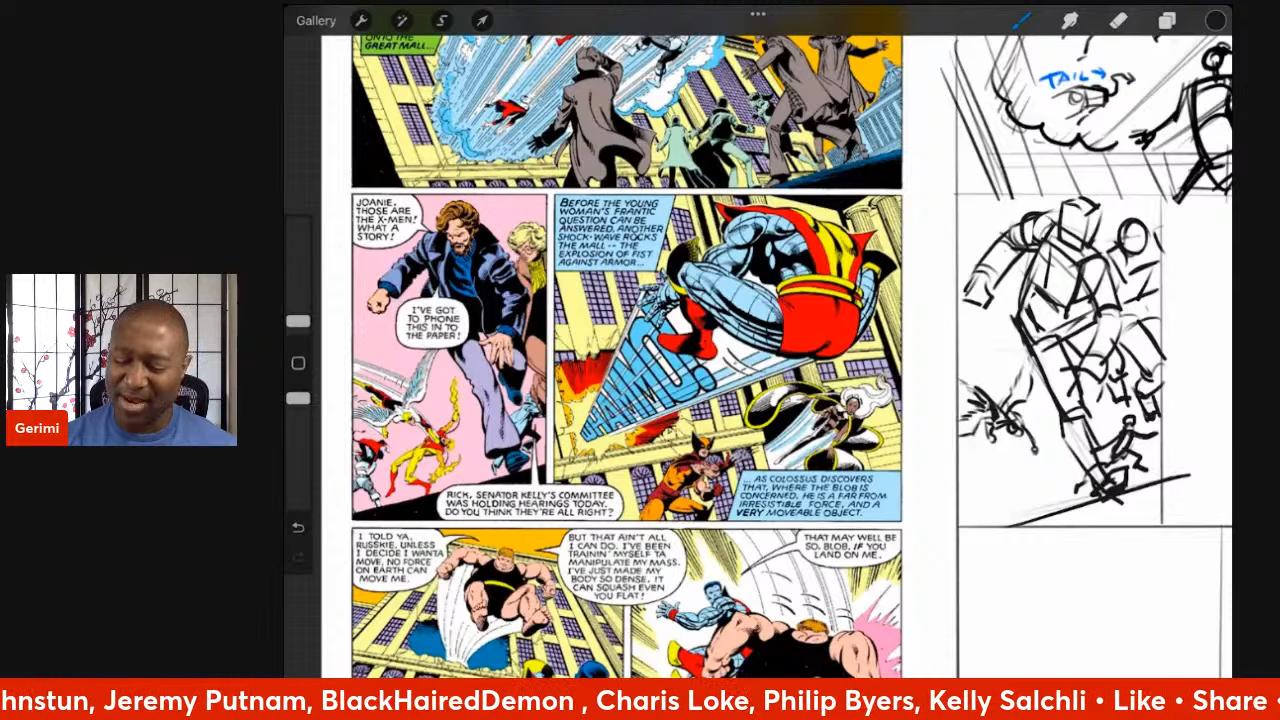 Gallery
ONTO THE
GREAT MALL...
TAIL
JOANIE,
THOSE ARE
THE X-MEN!
WHAT A
STORY!
I'VE GOT
TO PHONE
THIS IN TO
THE PAPER!
RICK, SENATOR KELLY'S COMMITTEE
WAS HOLDING HEARINGS TODAY.
DO YOU THINK THEY'RE ALL RIGHT?
BEFORE THE YOUNG
WOMAN'S FRANTIC
QUESTION CAN BE
ANSWERED, ANOTHER
SHOCK-WAVE ROCKS
THE MALL -- THE
EXPLOSION OF FIST
AGAINST ARMOR...
WHAMMO!
... AS COLOSSUS DISCOVERS
THAT, WHERE THE BLOB IS
CONCERNED, HE IS A FAR FROM
IRRESISTIBLE FORCE, AND A
VERY MOVEABLE OBJECT.
I TOLD YA,
RUSSKIE, UNLESS
I DECIDE I WANTA
MOVE, NO FORCE
ON EARTH CAN
MOVE ME.
BUT THAT AIN'T ALL
I CAN DO. I'VE BEEN
TRAININ' MYSELF TA
MANIPULATE MY MASS.
I'VE JUST MADE MY
BODY SO DENSE, IT
CAN SQUASH EVEN
YOU FLAT!
THAT MAY WELL BE
SO, BLOB, IF YOU
LAND ON ME.
Gerimi
hnstun, Jeremy Putnam, BlackHairedDemon , Charis Loke, Philip Byers, Kelly Salchli • Like • Share